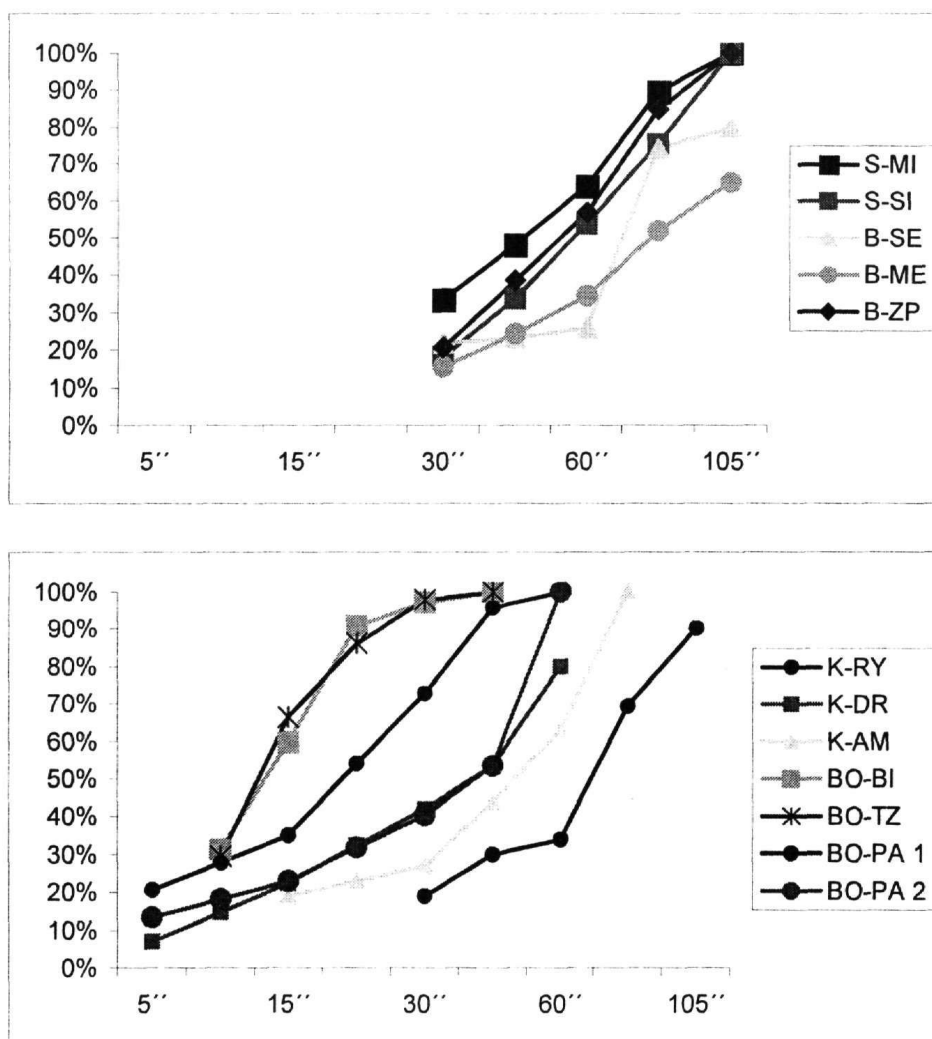 100%
90%
80%
70%
60%
50%
40%
30%
20%
10%
0%
5´´ 15´´ 30´´ 60´´ 105´´
S-MI
S-SI
B-SE
B-ME
B-ZP
100%
90%
80%
70%
60%
50%
40%
30%
20%
10%
0%
5´´ 15´´ 30´´ 60´´ 105´´
K-RY
K-DR
K-AM
BO-BI
BO-TZ
BO-PA 1
BO-PA 2